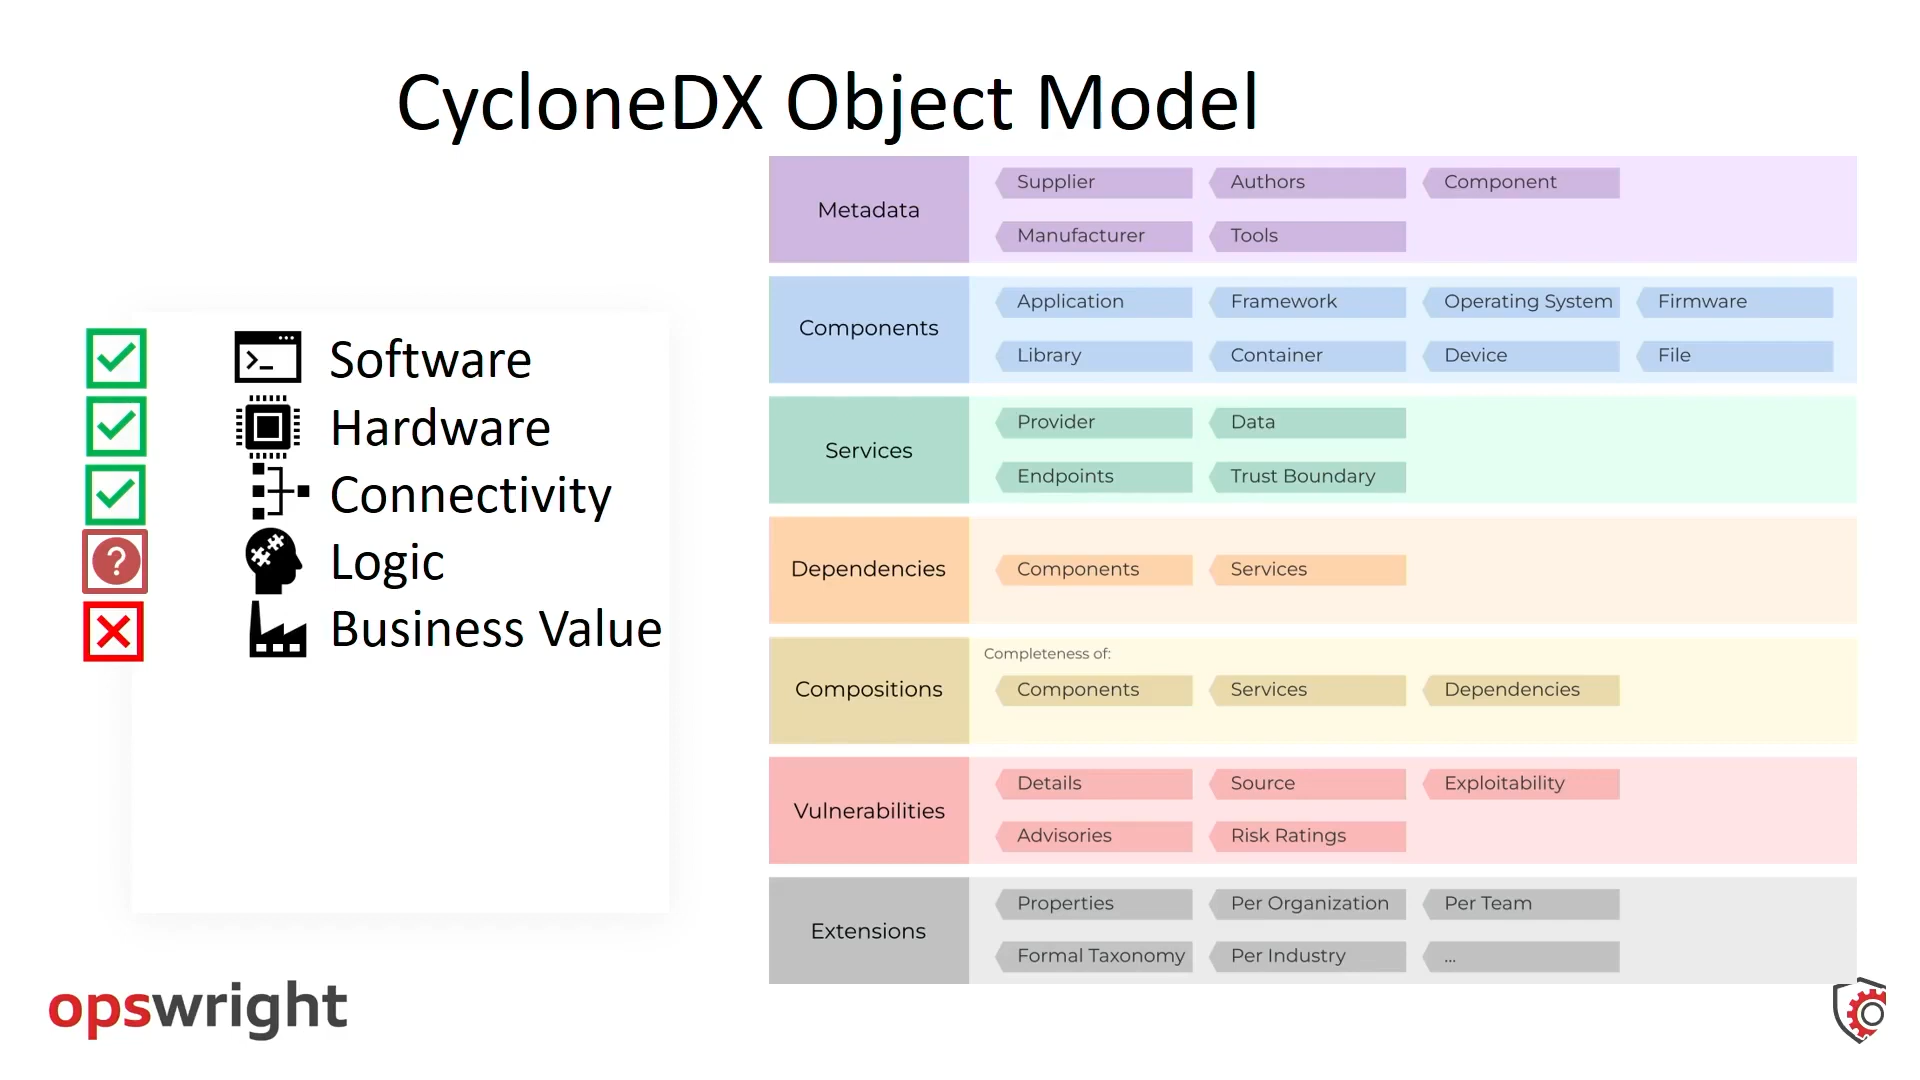 CycloneDX Object Model
Software
Hardware
Connectivity
Logic
Business Value
Metadata
Supplier
Authors
Component
Manufacturer
Tools
Components
Application
Framework
Operating System
Firmware
Library
Container
Device
File
Services
Provider
Data
Endpoints
Trust Boundary
Dependencies
Components
Services
Compositions
Completeness of:
Components
Services
Dependencies
Vulnerabilities
Details
Source
Exploitability
Advisories
Risk Ratings
Extensions
Properties
Per Organization
Per Team
Formal Taxonomy
Per Industry
...
opswright